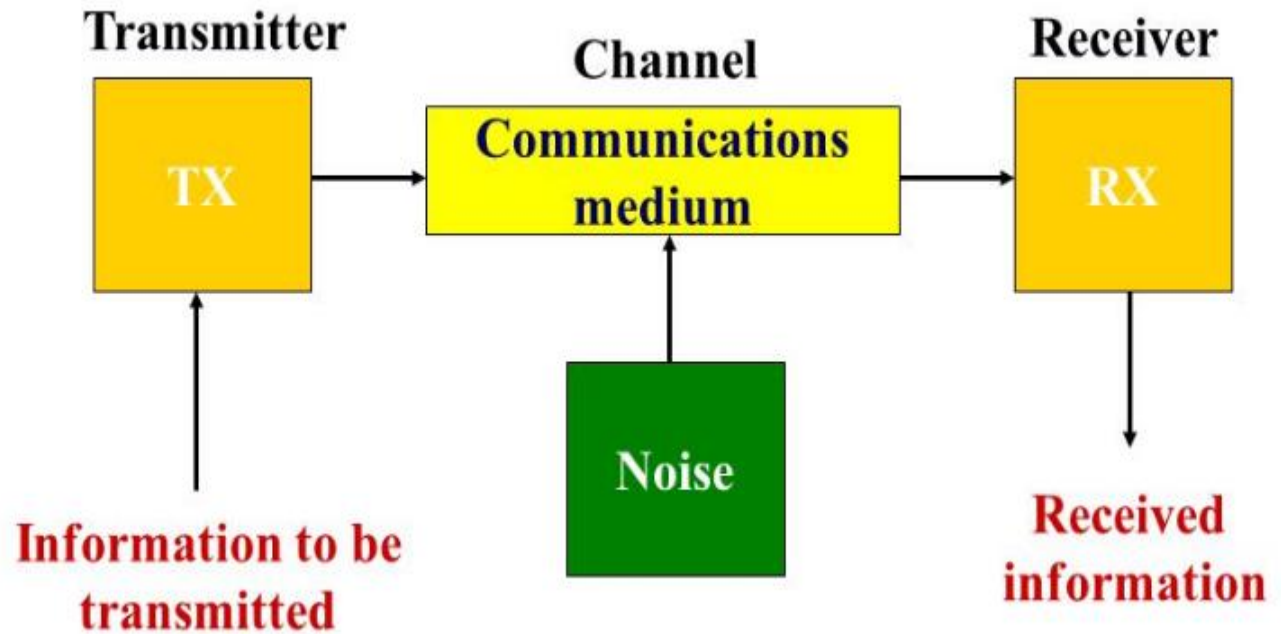 Transmitter
Channel
Receiver
TX
Communications
medium
RX
Noise
Information to be
transmitted
Received
information